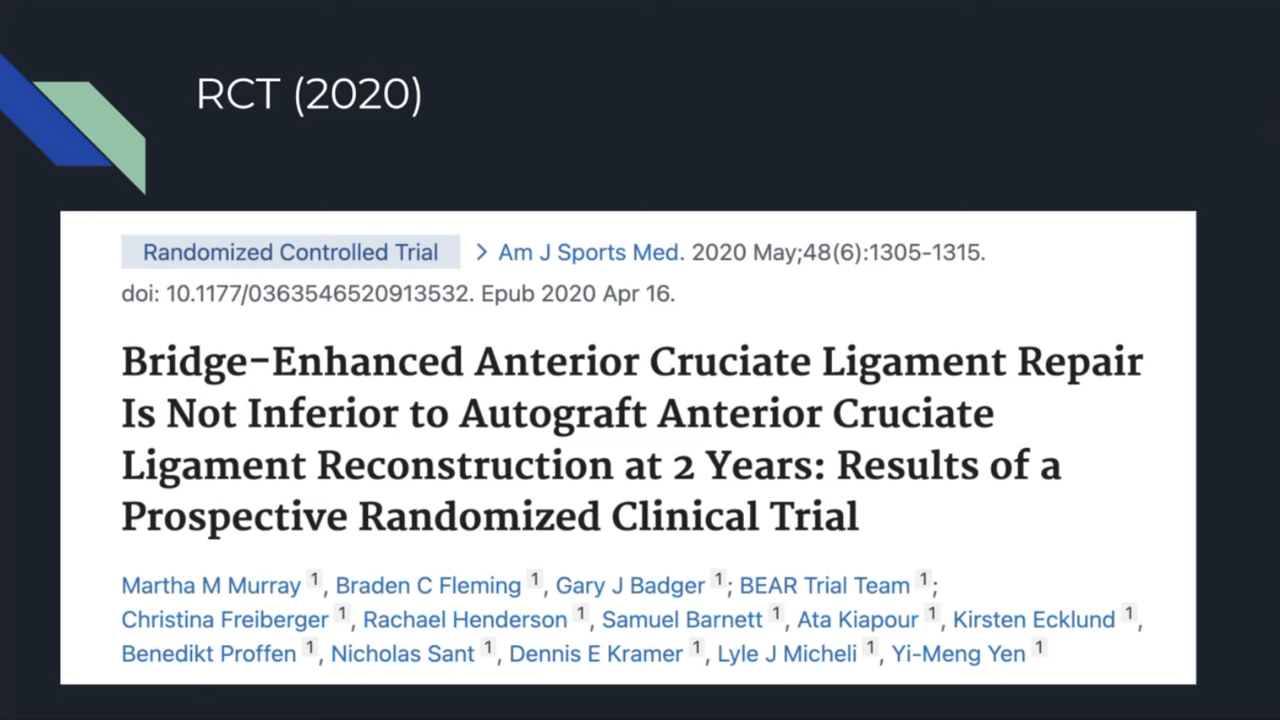 RCT (2020)
Randomized Controlled Trial > Am J Sports Med. 2020 May;48(6):1305-1315.
doi: 10.1177/0363546520913532. Epub 2020 Apr 16.
Bridge-Enhanced Anterior Cruciate Ligament Repair
Is Not Inferior to Autograft Anterior Cruciate
Ligament Reconstruction at 2 Years: Results of a
Prospective Randomized Clinical Trial
Martha M Murray 1, Braden C Fleming 1, Gary J Badger 1; BEAR Trial Team 1;
Christina Freiberger 1, Rachael Henderson 1, Samuel Barnett 1, Ata Kiapour 1, Kirsten Ecklund 1,
Benedikt Proffen 1, Nicholas Sant 1, Dennis E Kramer 1, Lyle J Micheli 1, Yi-Meng Yen 1